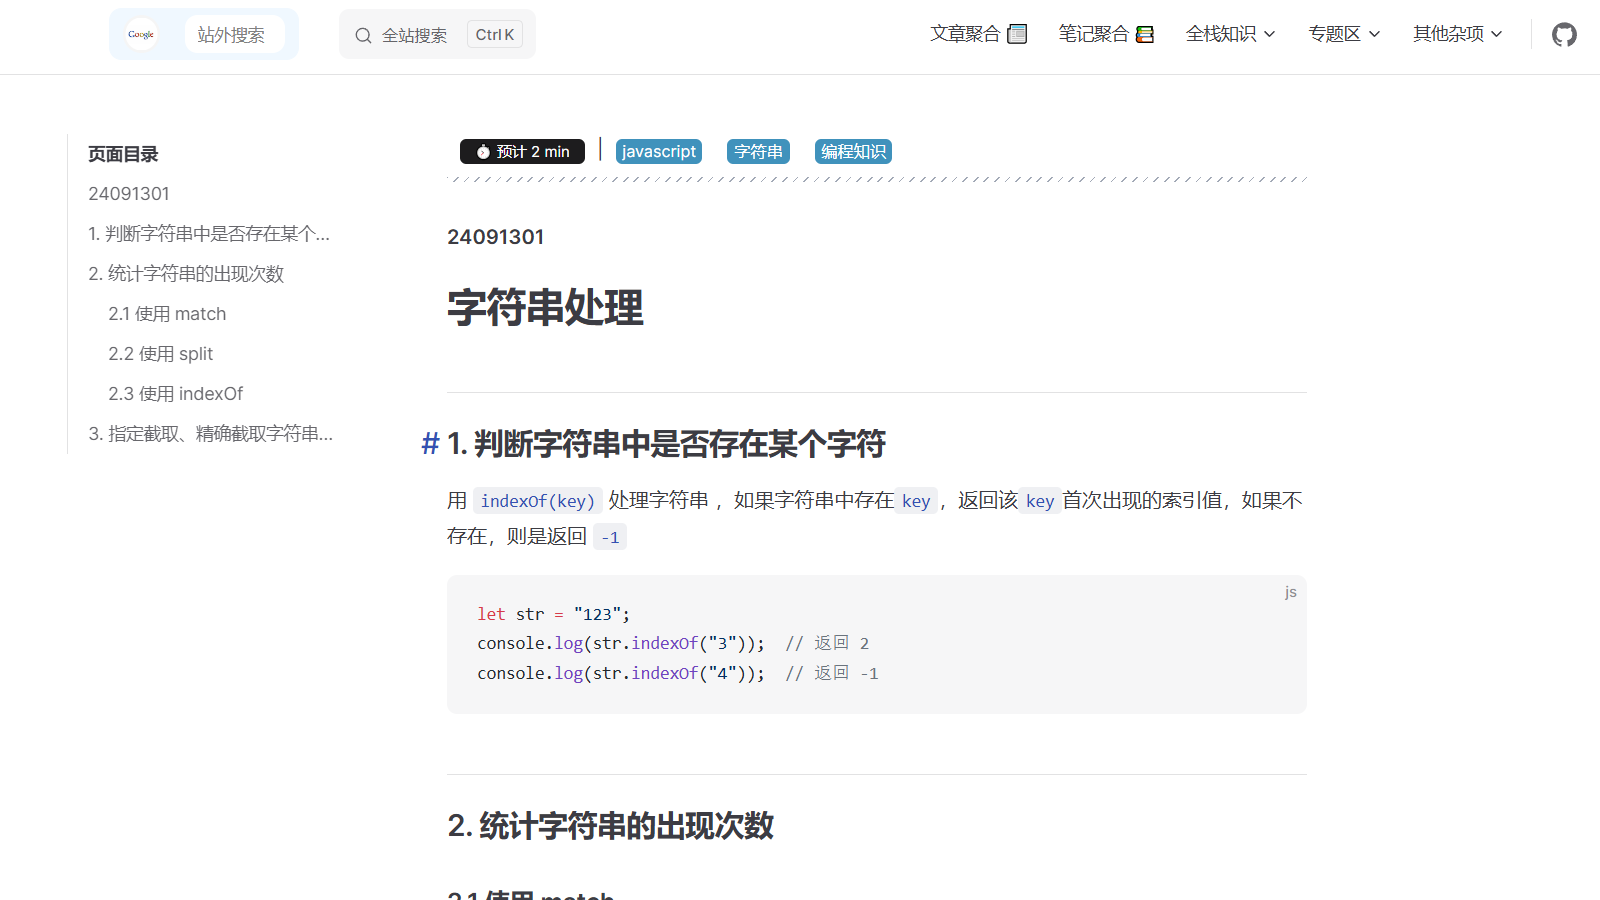 Google 站外搜索 全站搜索 Ctrl K 文章聚合 笔记聚合 全栈知识 专题区 其他杂项
页面目录
24091301
1. 判断字符串中是否存在某个...
2. 统计字符串的出现次数
2.1 使用 match
2.2 使用 split
2.3 使用 indexOf
3. 指定截取、精确截取字符串...
预计 2 min javascript 字符串 编程知识
24091301
字符串处理
# 1. 判断字符串中是否存在某个字符
用 indexOf(key) 处理字符串 ，如果字符串中存在 key ，返回该 key 首次出现的索引值，如果不
存在，则是返回 -1
js
let str = "123";
console.log(str.indexOf("3"));  // 返回 2
console.log(str.indexOf("4"));  // 返回 -1
2. 统计字符串的出现次数
2.1 使用 match